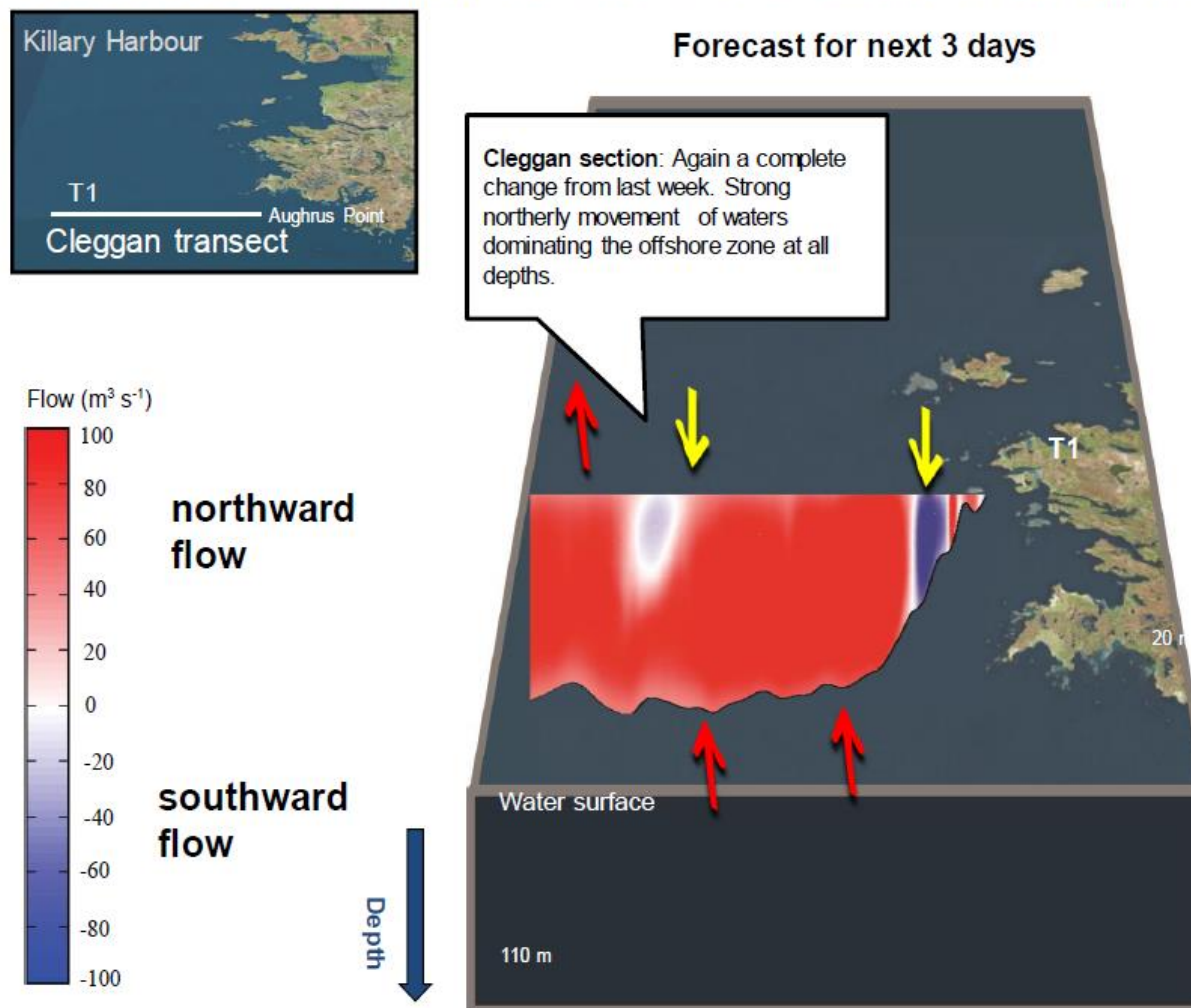 Killary Harbour
T1
Aughrus Point
Cleggan transect
Forecast for next 3 days
Cleggan section: Again a complete
change from last week. Strong
northerly movement of waters
dominating the offshore zone at all
depths.
Flow (m³ s⁻¹)
100
80
60
40
20
0
-20
-40
-60
-80
-100
northward
flow
southward
flow
Depth
T1
20
Water surface
110 m